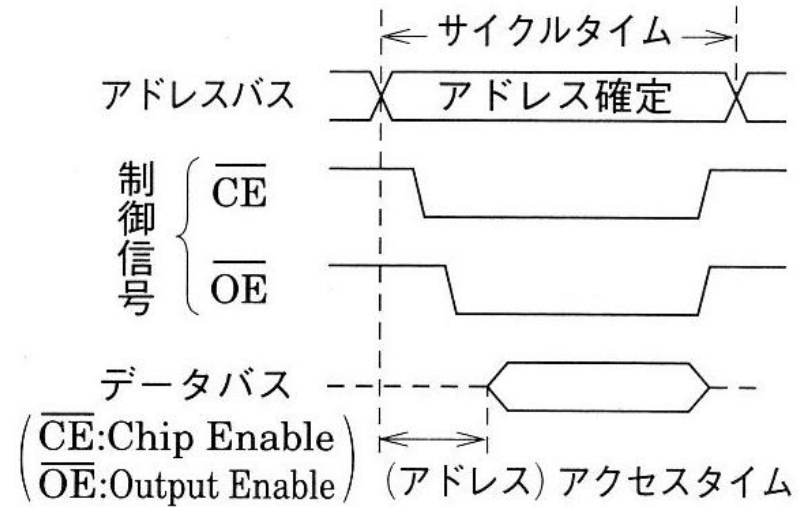 サイクルタイム
アドレスバス
アドレス確定
制御信号
CE
OE
データバス
(CE:Chip Enable
OE:Output Enable)
(アドレス)アクセスタイム